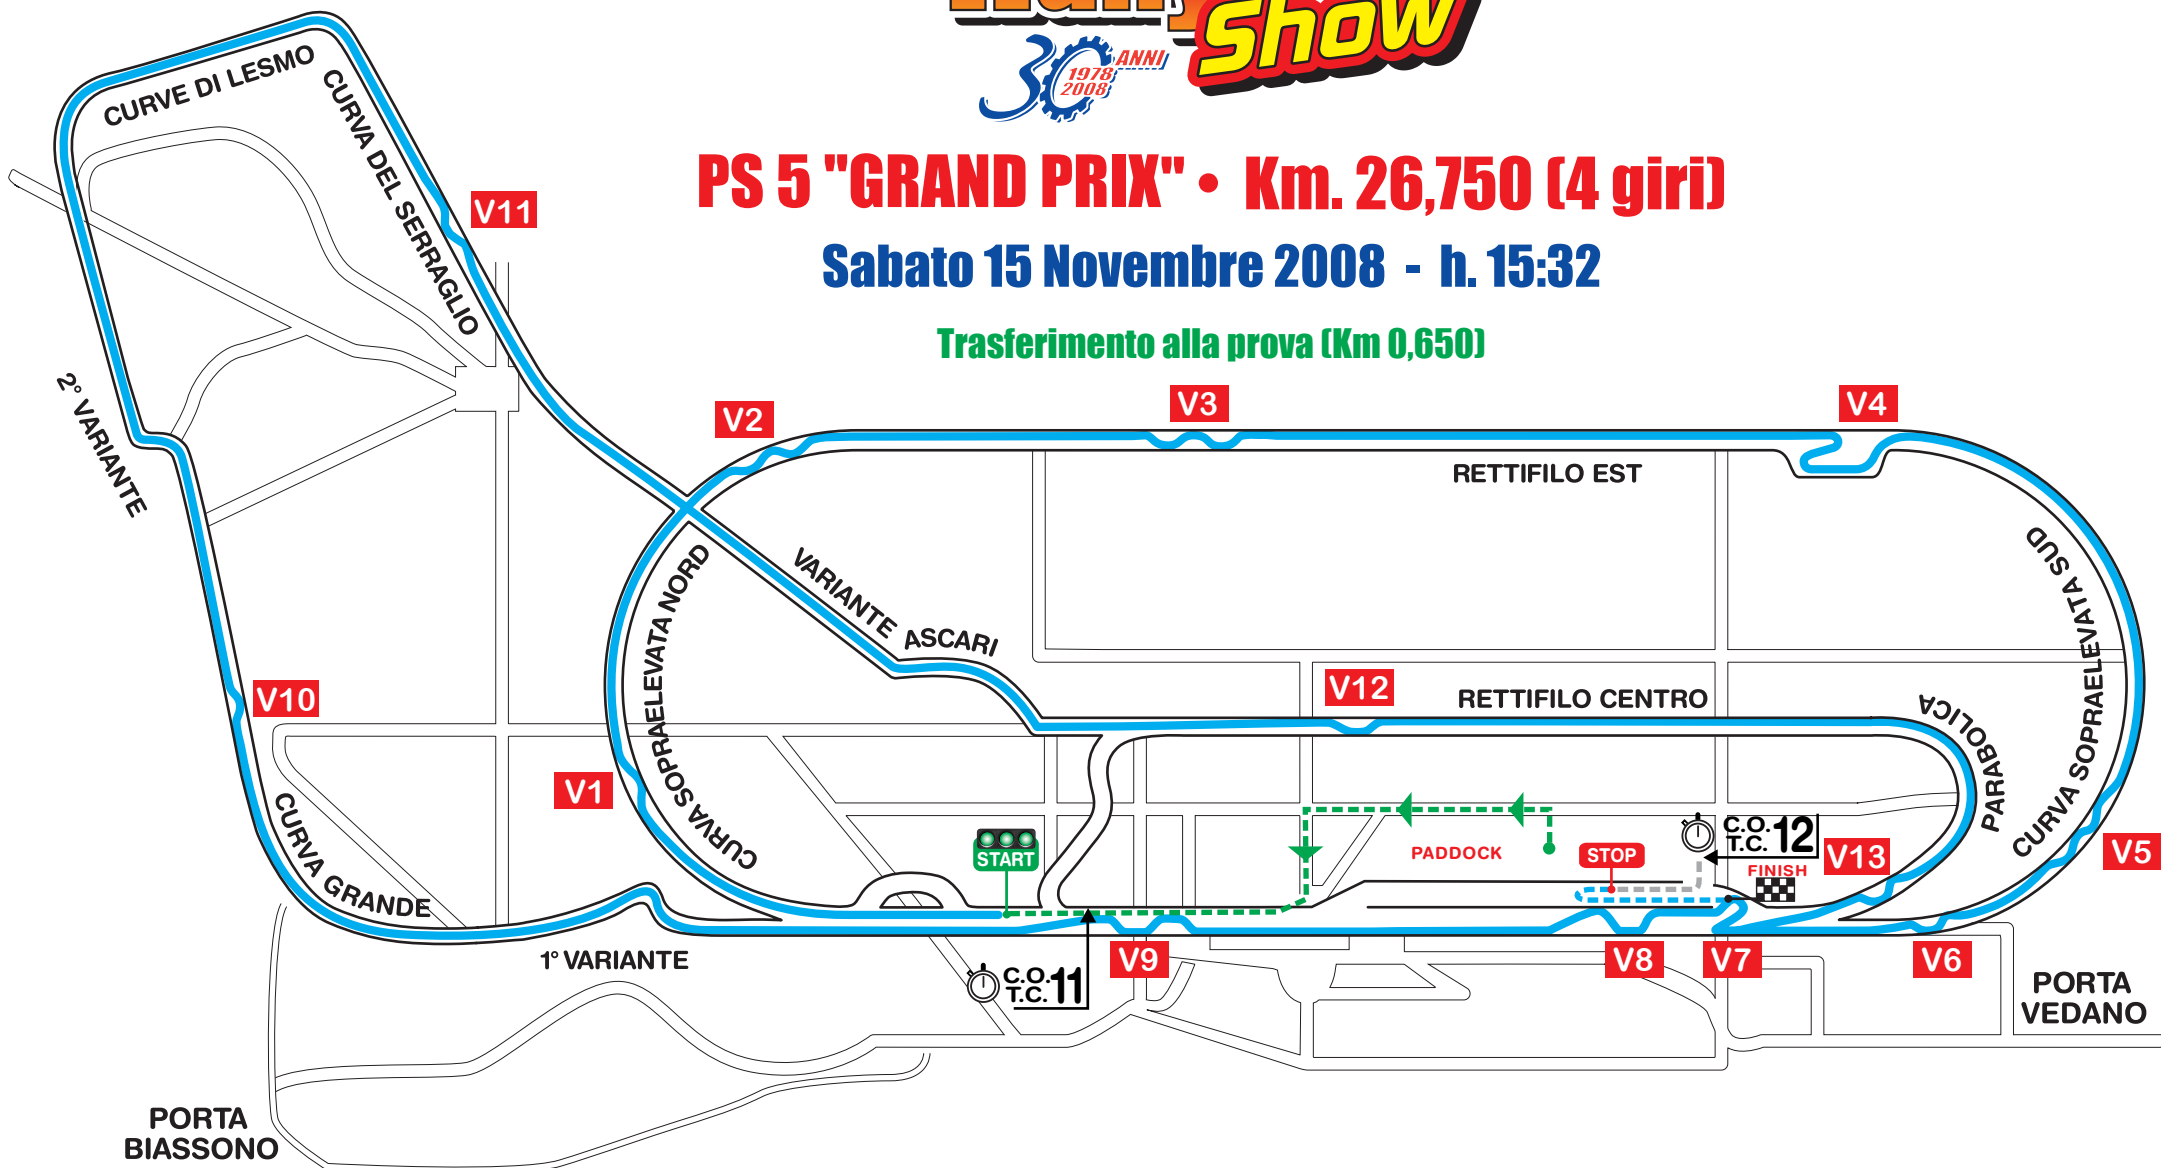 Show
30 ANNI
1978
2008
PS 5 "GRAND PRIX" • Km. 26,750 (4 giri)
Sabato 15 Novembre 2008 - h. 15:32
Trasferimento alla prova (Km 0,650)
CURVE DI LESMO
CURVA DEL SERRAGLIO
V11
2° VARIANTE
V2
V3
V4
RETTIFILO EST
CURVA SOPRAELEVATA NORD
VARIANTE ASCARI
CURVA SOPRAELEVATA SUD
V10
V12
RETTIFILO CENTRO
PARABOLICA
V1
CURVA GRANDE
START
PADDOCK
STOP
C.O.
T.C. 12
FINISH
V13
V5
1° VARIANTE
C.O.
T.C. 11
V9
V8
V7
V6
PORTA
VEDANO
PORTA
BIASSONO